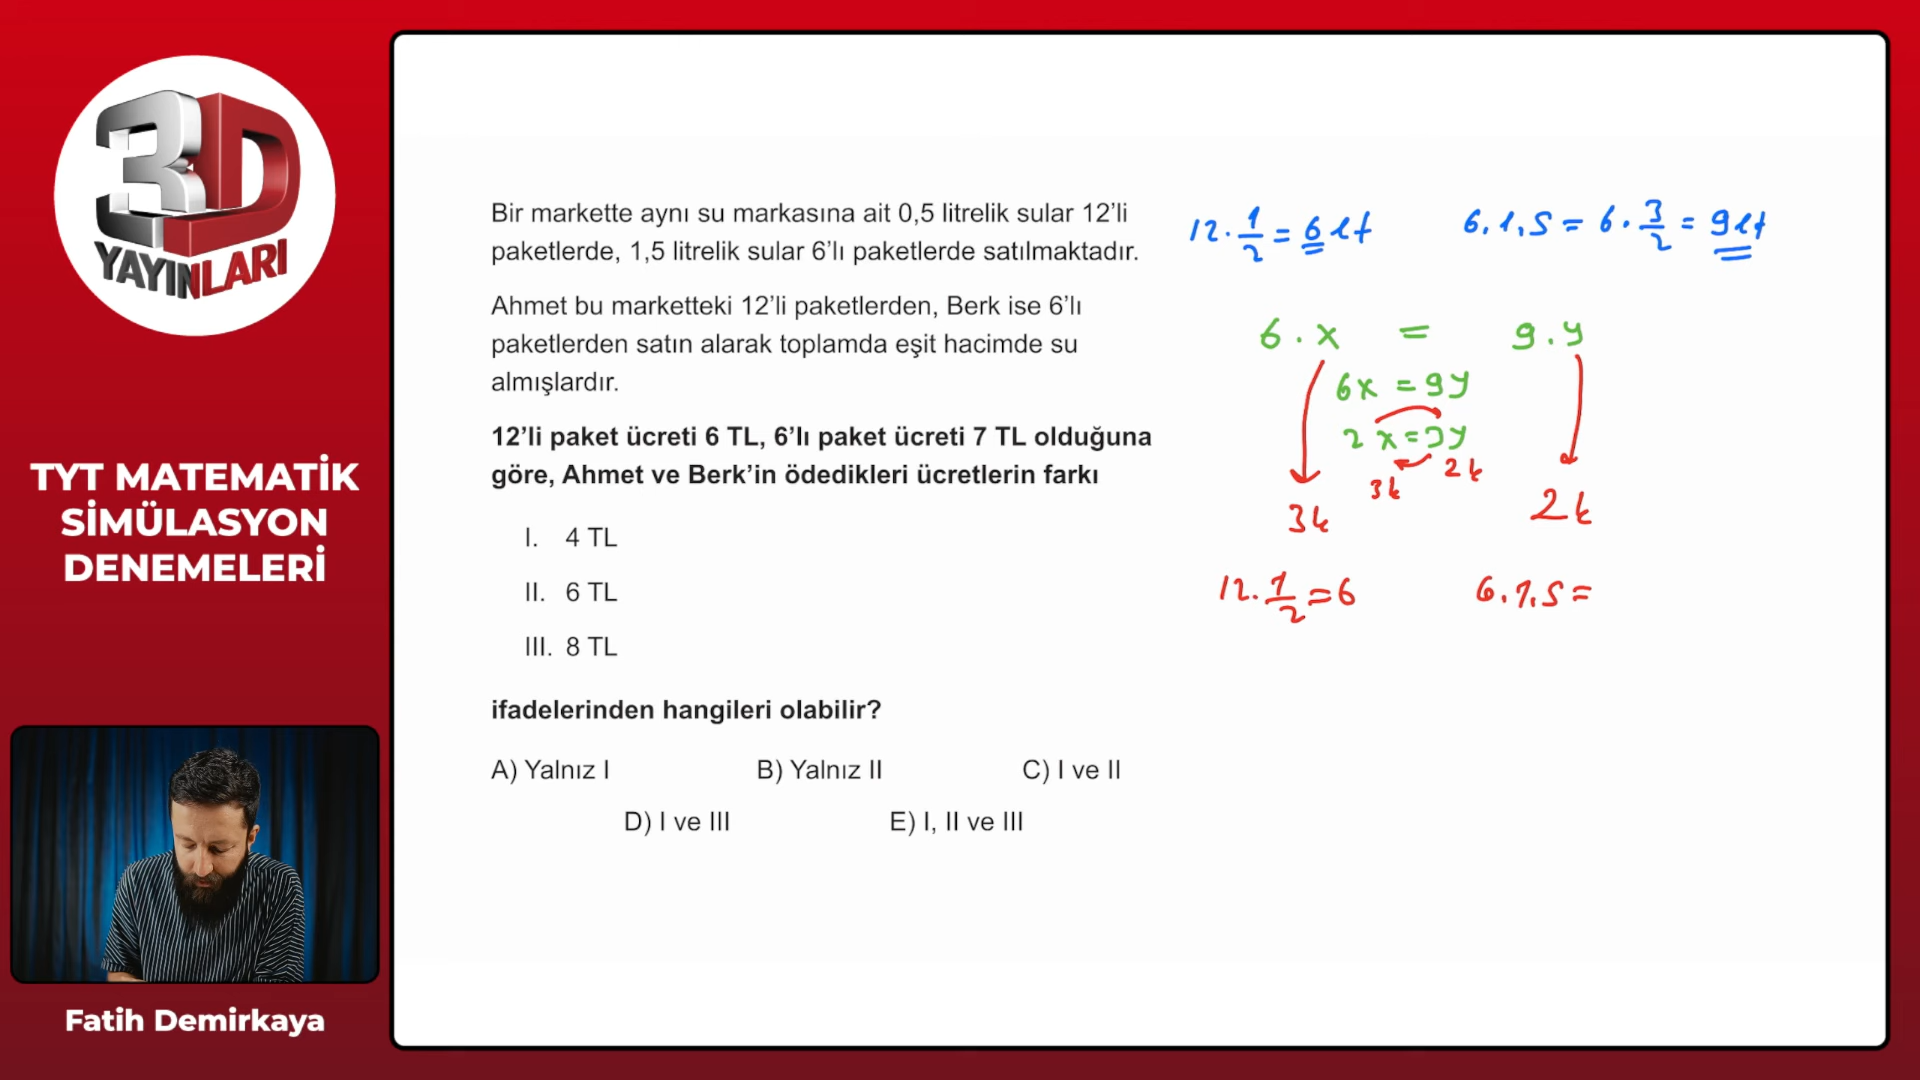 3D
YAYINLARI
TYT MATEMATİK
SİMÜLASYON
DENEMELERİ
Fatih Demirkaya
Bir markette aynı su markasına ait 0,5 litrelik sular 12’li
paketlerde, 1,5 litrelik sular 6’lı paketlerde satılmaktadır.
Ahmet bu marketteki 12’li paketlerden, Berk ise 6’lı
paketlerden satın alarak toplamda eşit hacimde su
almışlardır.
12’li paket ücreti 6 TL, 6’lı paket ücreti 7 TL olduğuna
göre, Ahmet ve Berk’in ödedikleri ücretlerin farkı
I. 4 TL
II. 6 TL
III. 8 TL
ifadelerinden hangileri olabilir?
A) Yalnız I B) Yalnız II C) I ve II
D) I ve III E) I, II ve III
12 . 1/2 = 6 lt 6 . 1,5 = 6 . 3/2 = 9 lt
6 . x = 9 . y
6x = 9y
2x = 3y
3k 2k
3k 2k
12 . 1/2 = 6 6 . 1,5 =